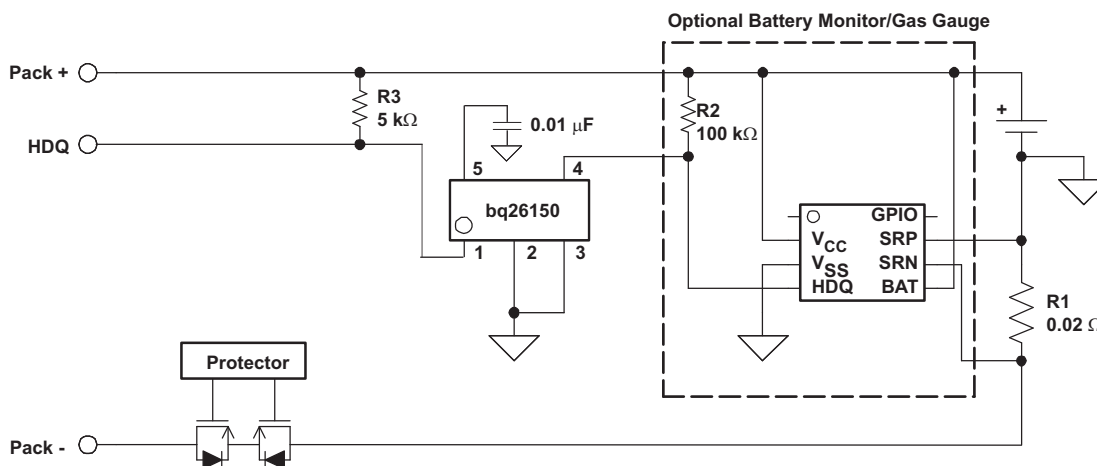 Optional Battery Monitor/Gas Gauge
Pack +
R3
5 kΩ
HDQ
0.01 μF
5
4
bq26150
1
2
3
R2
100 kΩ
+
GPIO
VCC
SRP
VSS
SRN
HDQ
BAT
R1
0.02 Ω
Protector
Pack -